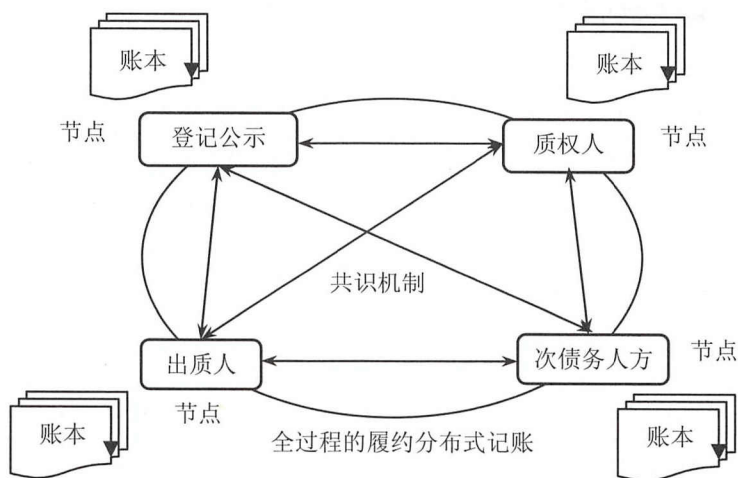 账本
账本
节点
登记公示
质权人
节点
共识机制
出质人
次债务人方
节点
节点
账本
全过程的履约分布式记账
账本